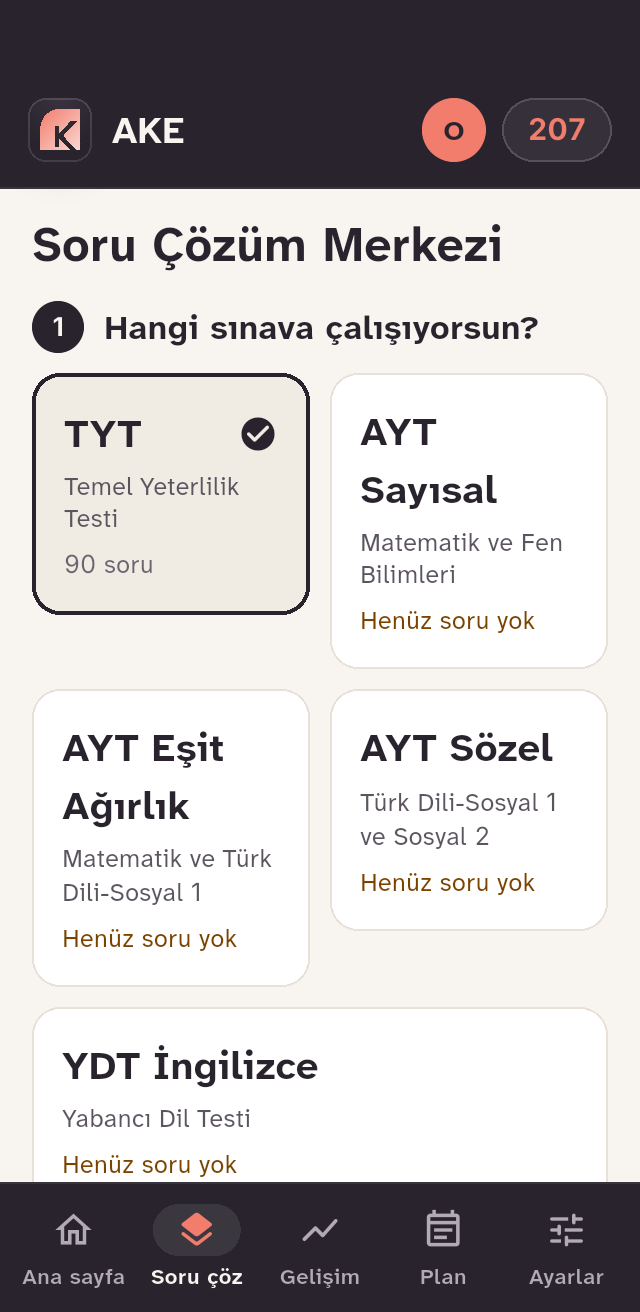 K
AKE
O
207
Soru Çözüm Merkezi
1
Hangi sınava çalışıyorsun?
TYT
Temel Yeterlilik
Testi
90 soru
AYT
Sayısal
Matematik ve Fen
Bilimleri
Henüz soru yok
AYT Eşit
Ağırlık
Matematik ve Türk
Dili-Sosyal 1
Henüz soru yok
AYT Sözel
Türk Dili-Sosyal 1
ve Sosyal 2
Henüz soru yok
YDT İngilizce
Yabancı Dil Testi
Henüz soru yok
Ana sayfa
Soru çöz
Gelişim
Plan
Ayarlar